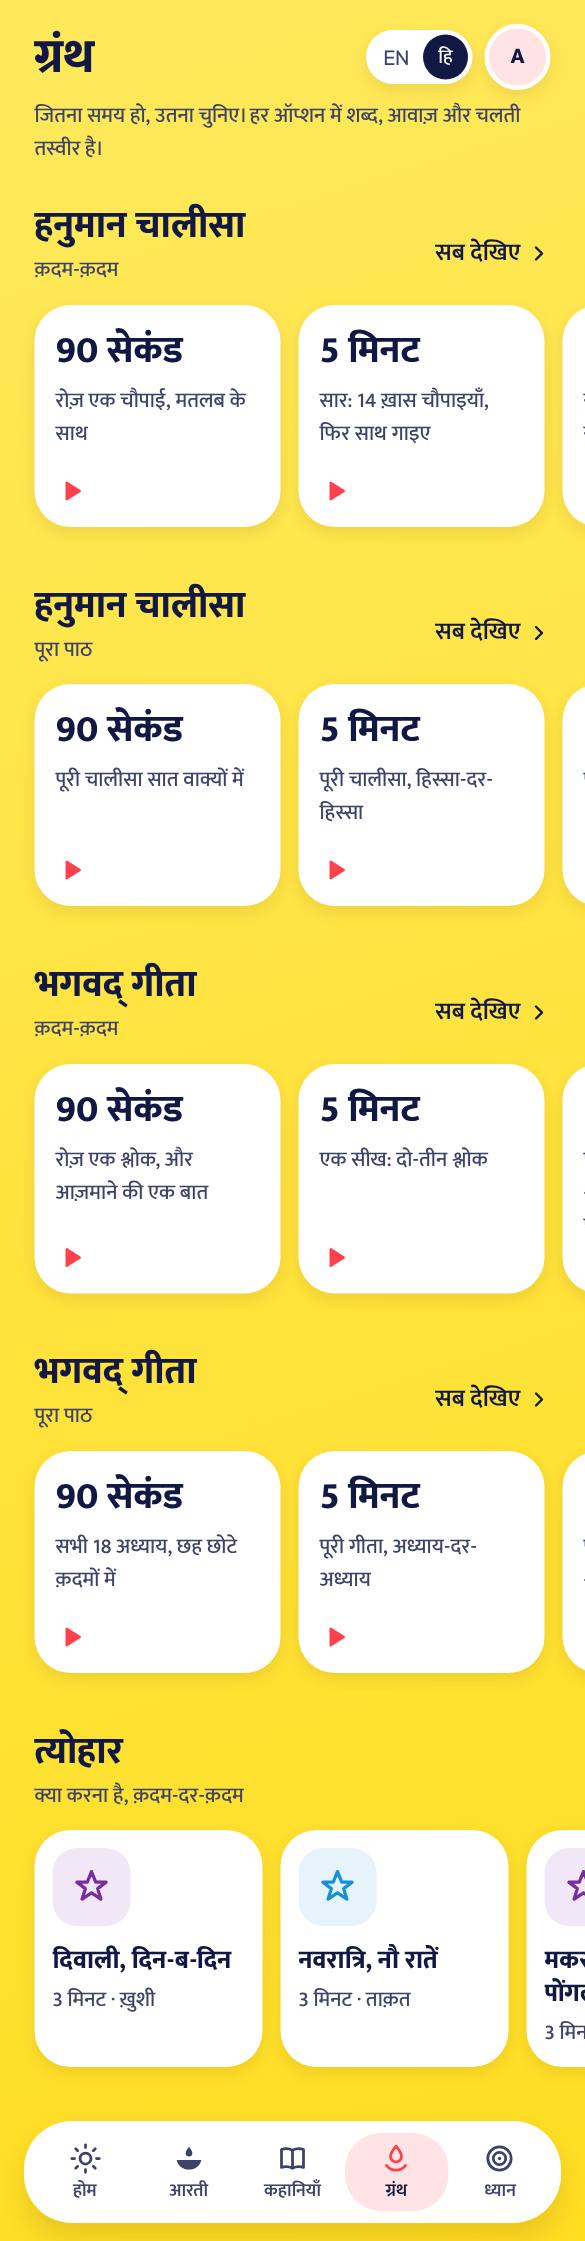 ग्रंथ
EN हि A
जितना समय हो, उतना चुनिए। हर ऑप्शन में शब्द, आवाज़ और चलती
तस्वीर है।
हनुमान चालीसा
सब देखिए
क़दम-क़दम
90 सेकंड
रोज़ एक चौपाई, मतलब के
साथ
5 मिनट
सार: 14 ख़ास चौपाइयाँ,
फिर साथ गाइए
हनुमान चालीसा
सब देखिए
पूरा पाठ
90 सेकंड
पूरी चालीसा सात वाक्यों में
5 मिनट
पूरी चालीसा, हिस्सा-दर-
हिस्सा
भगवद् गीता
सब देखिए
क़दम-क़दम
90 सेकंड
रोज़ एक श्लोक, और
आज़माने की एक बात
5 मिनट
एक सीख: दो-तीन श्लोक
भगवद् गीता
सब देखिए
पूरा पाठ
90 सेकंड
सभी 18 अध्याय, छह छोटे
क़दमों में
5 मिनट
पूरी गीता, अध्याय-दर-
अध्याय
त्योहार
क्या करना है, क़दम-दर-क़दम
दिवाली, दिन-ब-दिन
3 मिनट · ख़ुशी
नवरात्रि, नौ रातें
3 मिनट · ताक़त
होम आरती कहानियाँ ग्रंथ ध्यान